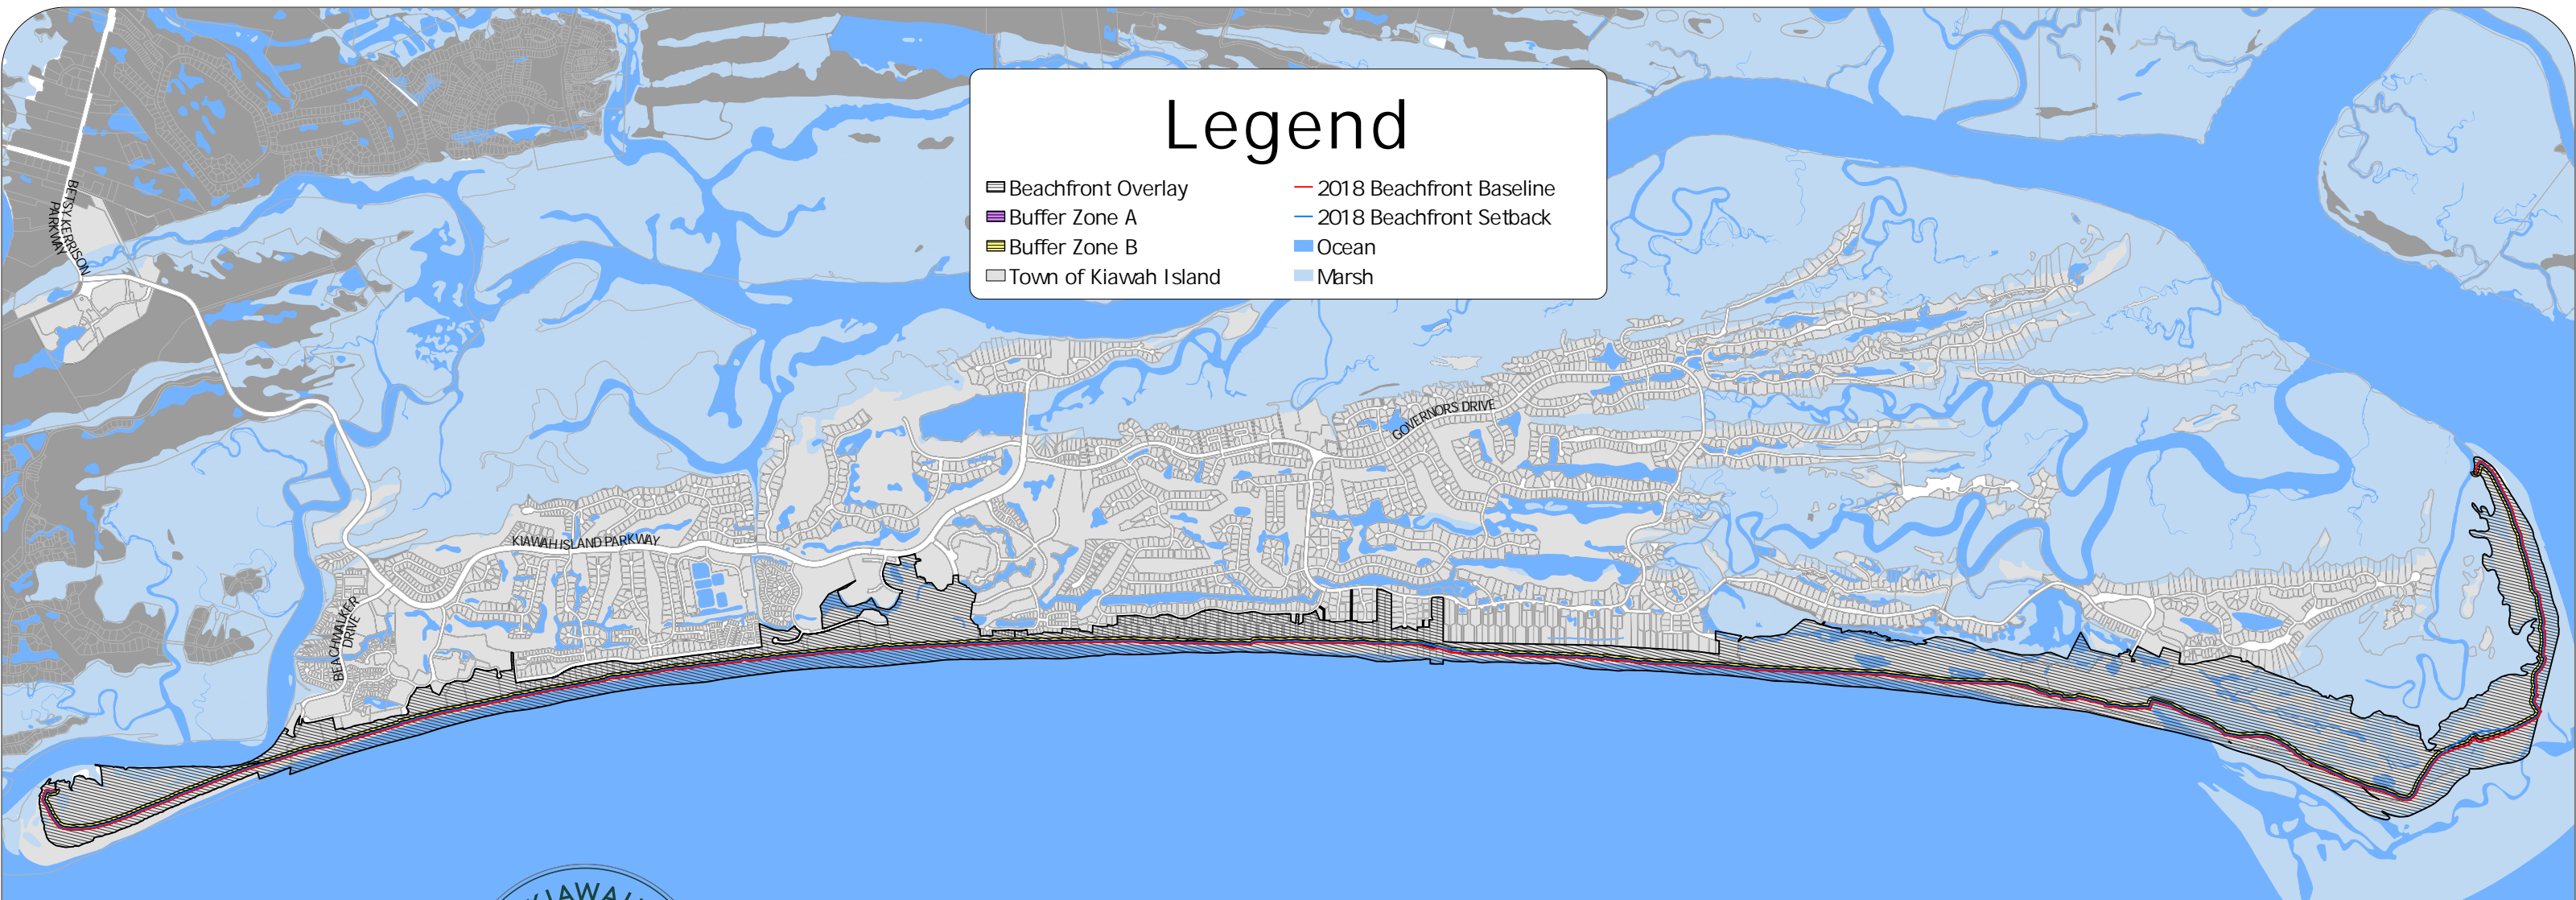 Legend
Beachfront Overlay
Buffer Zone A
Buffer Zone B
Town of Kiawah Island
2018 Beachfront Baseline
2018 Beachfront Setback
Ocean
Marsh
BETSY KERRISON
PARKWAY
GOVERNORS DRIVE
KIAWAH ISLAND PARKWAY
BEACHWALKER
DRIVE